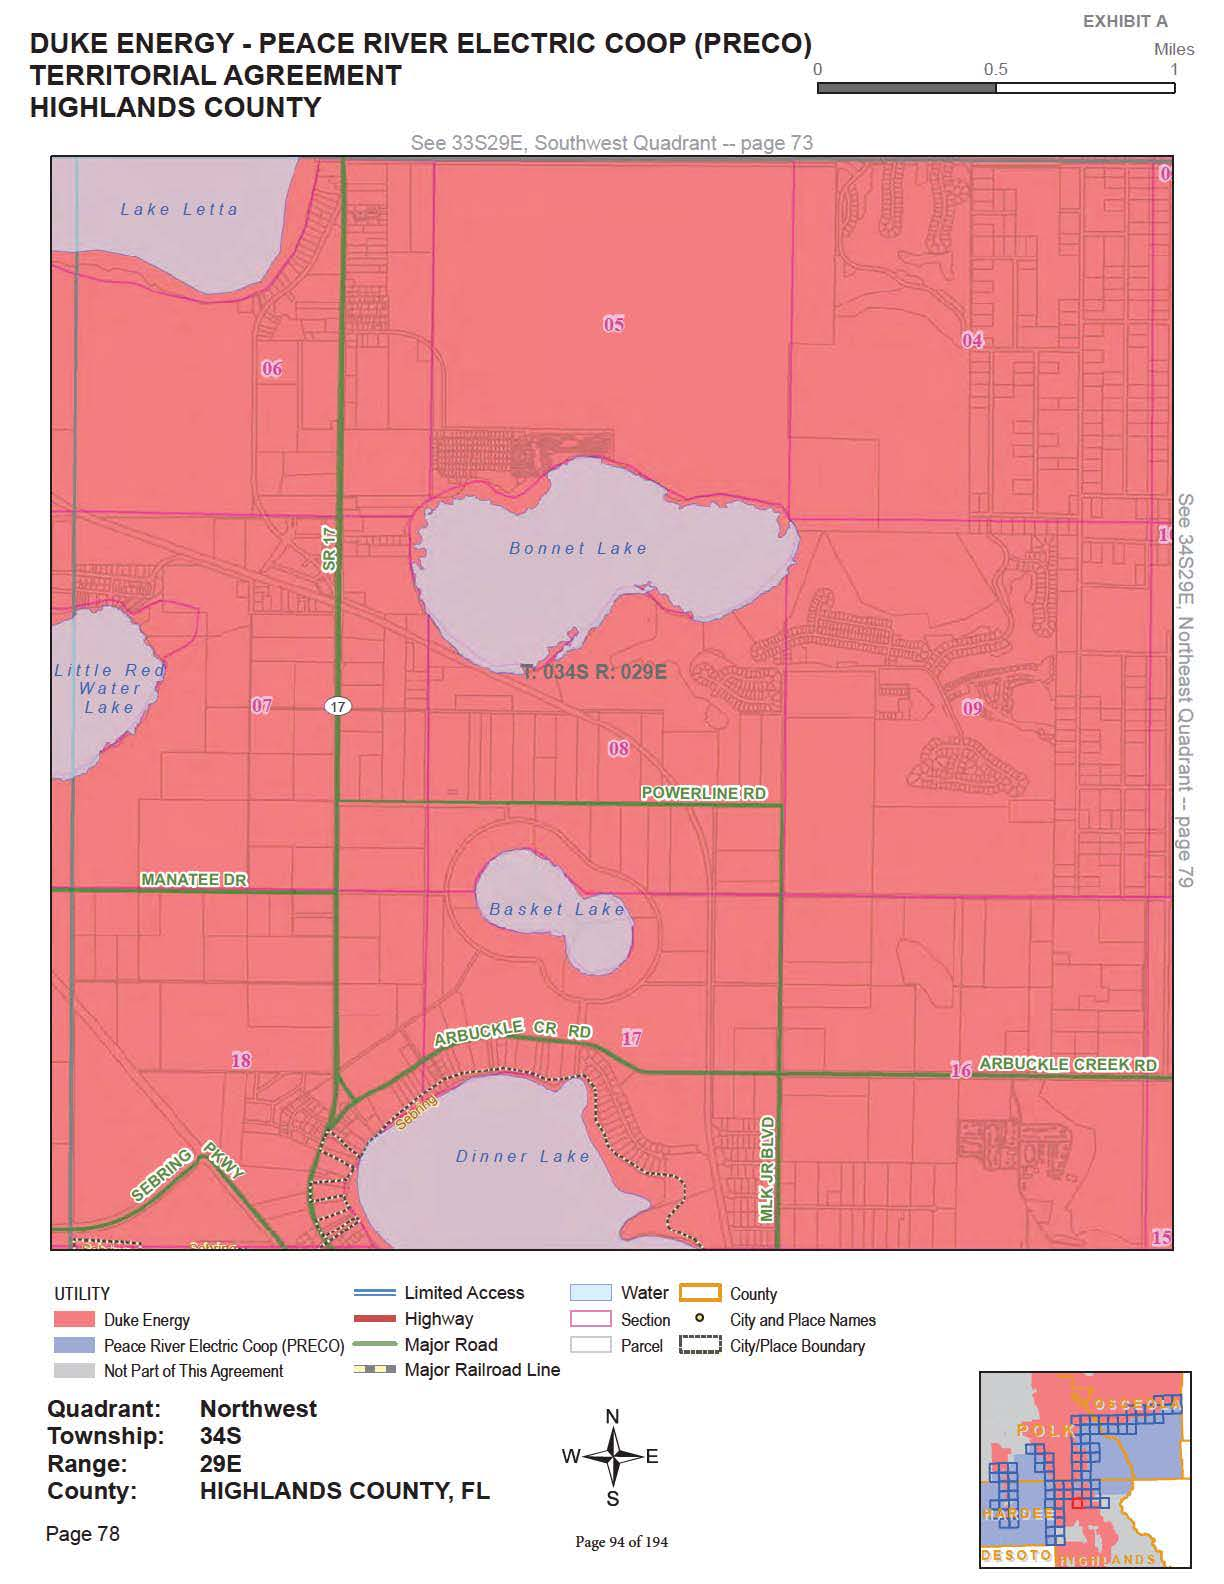 EXHIBIT A
DUKE ENERGY - PEACE RIVER ELECTRIC COOP (PRECO)
TERRITORIAL AGREEMENT
HIGHLANDS COUNTY
Miles
0 0.5 1
See 33S29E, Southwest Quadrant -- page 73
Lake Letta
05
04
06
SR 17
Bonnet Lake
See 34S29E, Northeast Quadrant -- page 79
Little Red
Water
Lake
T: 034S R: 029E
07
17
09
08
POWERLINE RD
MANATEE DR
Basket Lake
ARBUCKLE CR RD
17
18
16
ARBUCKLE CREEK RD
Sebring
Dinner Lake
MLK JR BLVD
SEBRING PKWY
Sebring
15
UTILITY
Duke Energy
Peace River Electric Coop (PRECO)
Not Part of This Agreement
Limited Access
Highway
Major Road
Major Railroad Line
Water
Section
Parcel
County
City and Place Names
City/Place Boundary
Quadrant: Northwest
Township: 34S
Range: 29E
County: HIGHLANDS COUNTY, FL
Page 78
N
W E
S
Page 94 of 194
OSCEOLA
POLK
HARDEE
DESOTO
HIGHLANDS